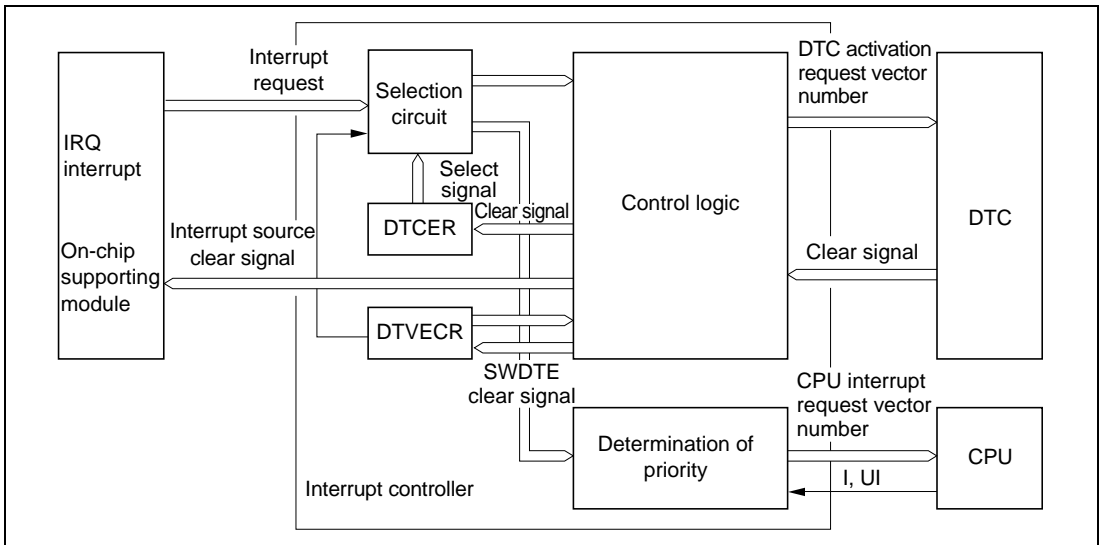 Interrupt
request
IRQ
interrupt
On-chip
supporting
module
Selection
circuit
Select
signal
DTCER
Clear signal
Interrupt source
clear signal
DTVECR
SWDTE
clear signal
Control logic
DTC activation
request vector
number
DTC
Clear signal
CPU interrupt
request vector
number
Determination of
priority
CPU
I, UI
Interrupt controller